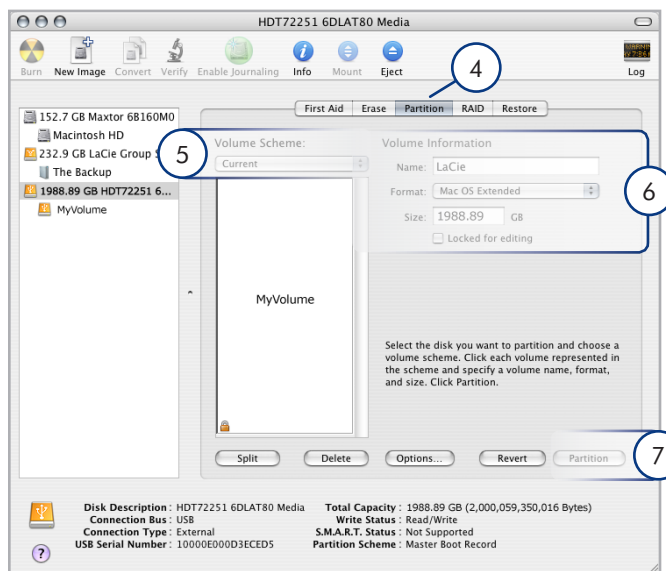 HDT72251 6DLAT80 Media
Burn New Image Convert Verify Enable Journaling Info Mount Eject Log
4
First Aid Erase Partition RAID Restore
152.7 GB Maxtor 6B160M0
Macintosh HD
232.9 GB LaCie Group
The Backup
1988.89 GB HDT72251 6...
MyVolume
5
Volume Scheme:
Current
MyVolume
Volume Information
Name: LaCie
Format: Mac OS Extended
Size: 1988.89 GB
Locked for editing
6
Select the disk you want to partition and choose a
volume scheme. Click each volume represented in
the scheme and specify a volume name, format,
and size. Click Partition.
Split Delete Options... Revert Partition
7
Disk Description : HDT72251 6DLAT80 Media
Connection Bus : USB
Connection Type : External
USB Serial Number : 10000E000D3ECED5
Total Capacity : 1988.89 GB (2,000,059,350,016 Bytes)
Write Status : Read/Write
S.M.A.R.T. Status : Not Supported
Partition Scheme : Master Boot Record
?